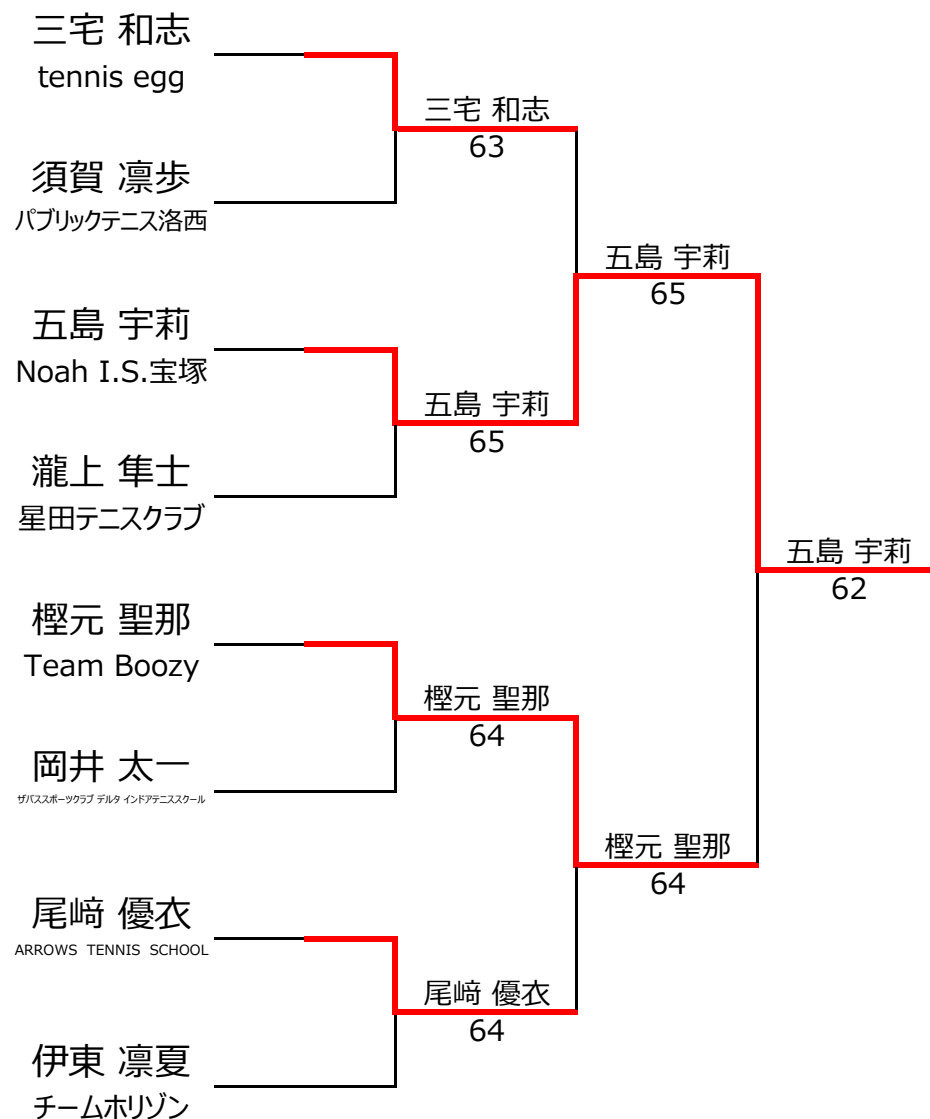 三宅 和志
tennis egg
三宅 和志
63
須賀 凛歩
パブリックテニス洛西
五島 宇莉
65
五島 宇莉
Noah I.S.宝塚
五島 宇莉
65
瀧上 隼士
星田テニスクラブ
五島 宇莉
62
樫元 聖那
Team Boozy
樫元 聖那
64
岡井 太一
ザバススポーツクラブ デルタ インドアテニススクール
樫元 聖那
64
尾﨑 優衣
ARROWS TENNIS SCHOOL
尾﨑 優衣
64
伊東 凛夏
チームホリゾン